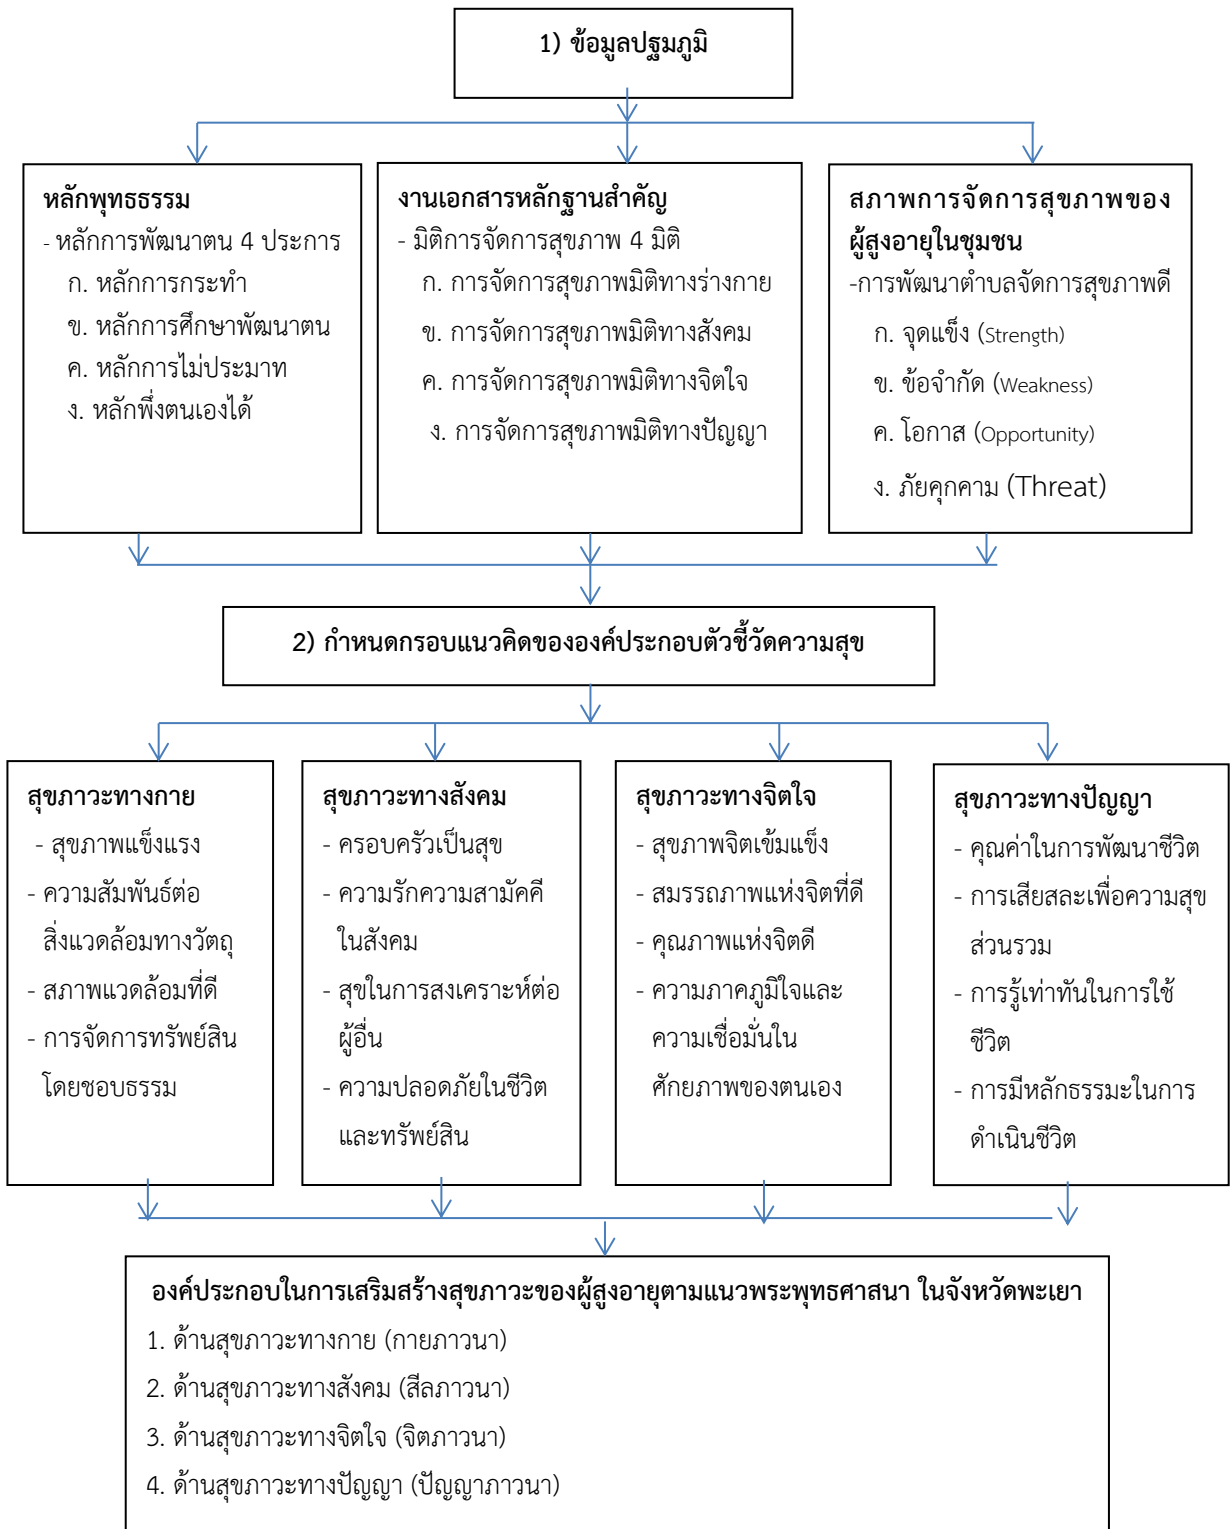 1) ข้อมูลปฐมภูมิ
หลักพุทธธรรม
- หลักการพัฒนาตน 4 ประการ
ก. หลักการกระทำ
ข. หลักการศึกษาพัฒนาตน
ค. หลักการไม่ประมาท
ง. หลักพึ่งตนเองได้
งานเอกสารหลักฐานสำคัญ
- มิติการจัดการสุขภาพ 4 มิติ
ก. การจัดการสุขภาพมิติทางร่างกาย
ข. การจัดการสุขภาพมิติทางสังคม
ค. การจัดการสุขภาพมิติทางจิตใจ
ง. การจัดการสุขภาพมิติทางปัญญา
สภาพการจัดการสุขภาพของ
ผู้สูงอายุในชุมชน
-การพัฒนาตำบลจัดการสุขภาพดี
ก. จุดแข็ง (Strength)
ข. ข้อจำกัด (Weakness)
ค. โอกาส (Opportunity)
ง. ภัยคุกคาม (Threat)
2) กำหนดกรอบแนวคิดขององค์ประกอบตัวชี้วัดความสุข
สุขภาวะทางกาย
- สุขภาพแข็งแรง
- ความสัมพันธ์ต่อ
สิ่งแวดล้อมทางวัตถุ
- สภาพแวดล้อมที่ดี
- การจัดการทรัพย์สิน
โดยชอบธรรม
สุขภาวะทางสังคม
- ครอบครัวเป็นสุข
- ความรักความสามัคคี
ในสังคม
- สุขในการสงเคราะห์ต่อ
ผู้อื่น
- ความปลอดภัยในชีวิต
และทรัพย์สิน
สุขภาวะทางจิตใจ
- สุขภาพจิตเข้มแข็ง
- สมรรถภาพแห่งจิตที่ดี
- คุณภาพแห่งจิตดี
- ความภาคภูมิใจและ
ความเชื่อมั่นใน
ศักยภาพของตนเอง
สุขภาวะทางปัญญา
- คุณค่าในการพัฒนาชีวิต
- การเสียสละเพื่อความสุข
ส่วนรวม
- การรู้เท่าทันในการใช้
ชีวิต
- การมีหลักธรรมะในการ
ดำเนินชีวิต
องค์ประกอบในการเสริมสร้างสุขภาวะของผู้สูงอายุตามแนวพระพุทธศาสนา ในจังหวัดพะเยา
1. ด้านสุขภาวะทางกาย (กายภาวนา)
2. ด้านสุขภาวะทางสังคม (สีลภาวนา)
3. ด้านสุขภาวะทางจิตใจ (จิตภาวนา)
4. ด้านสุขภาวะทางปัญญา (ปัญญาภาวนา)